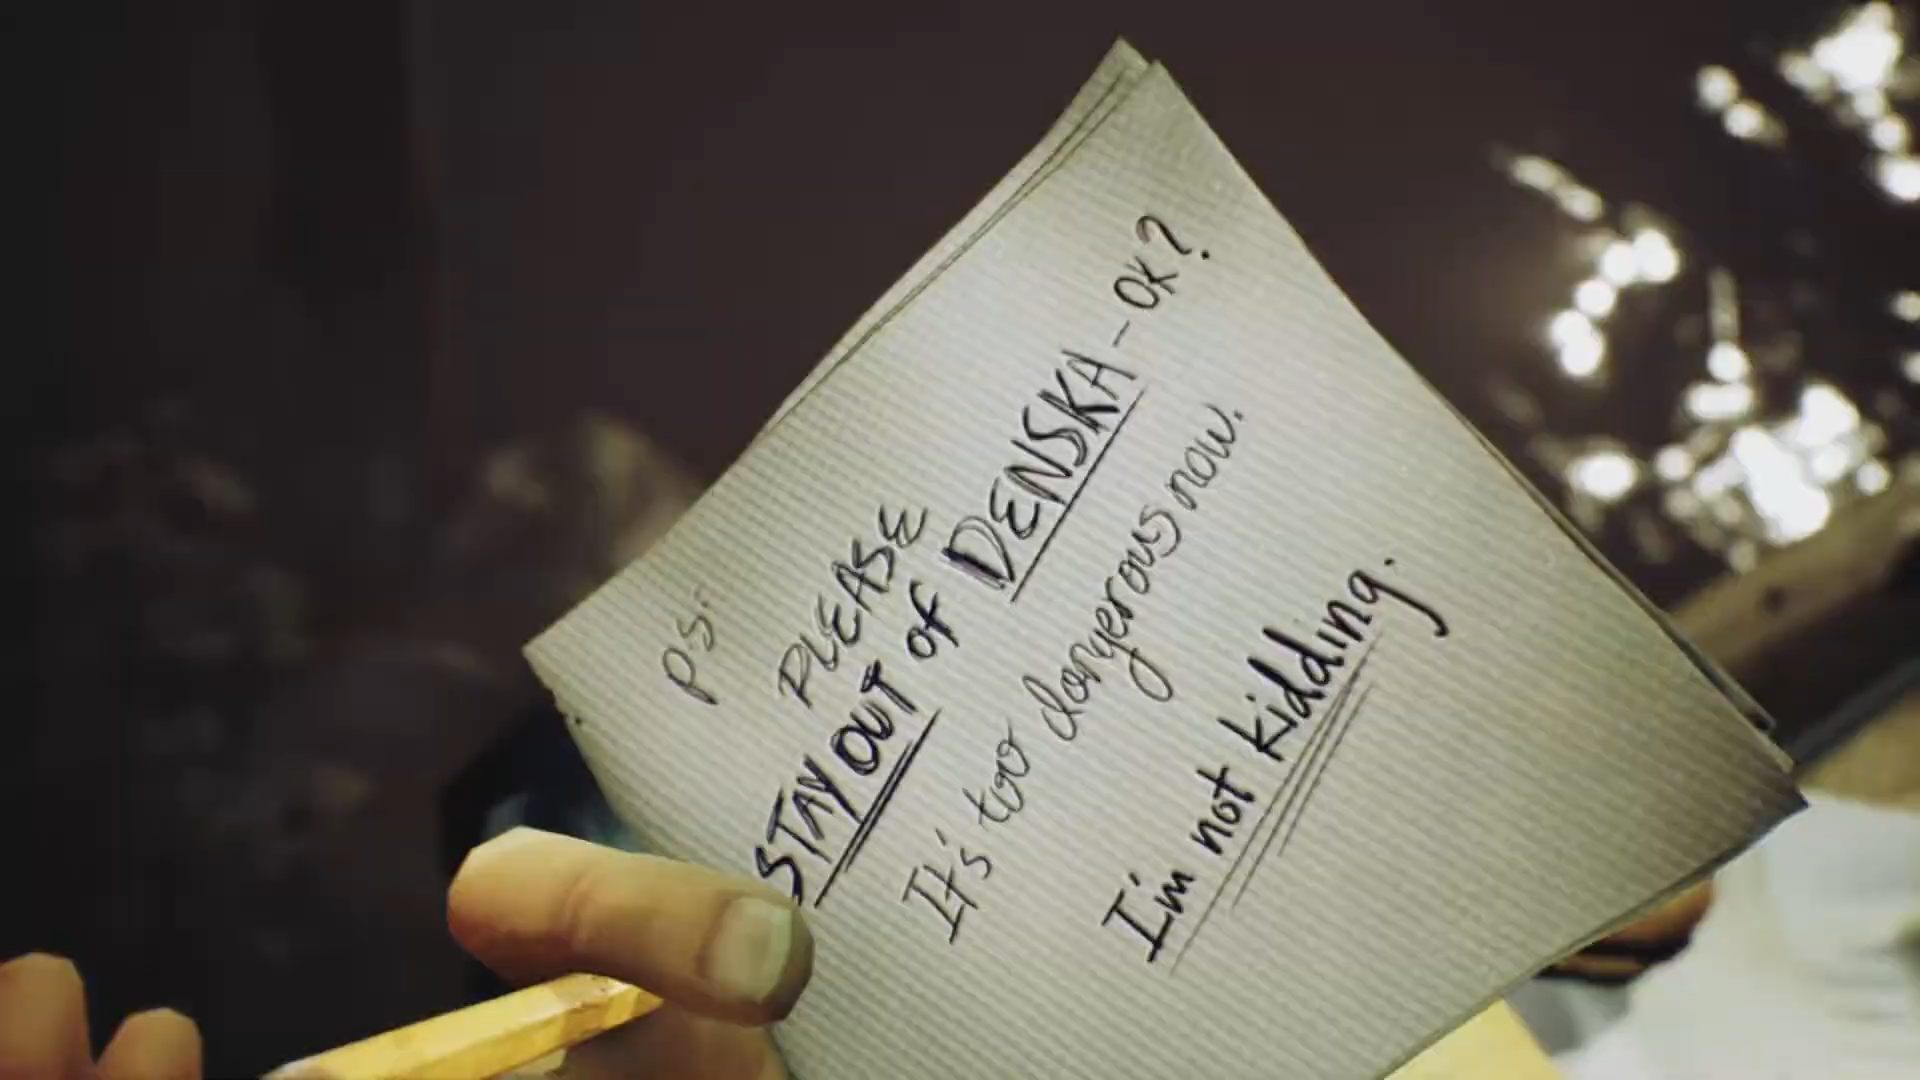 PS:
PLEASE
STAY OUT of DENSKA - OK?
It's too dangerous now.
I'm not kidding.